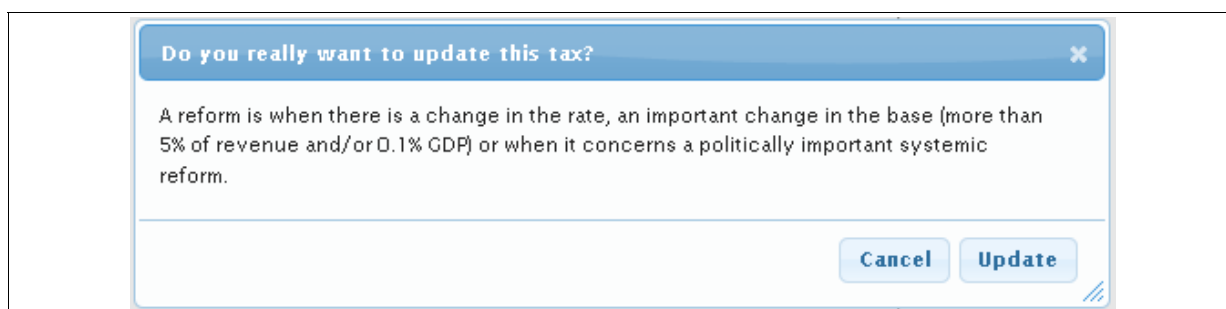 Do you really want to update this tax?
A reform is when there is a change in the rate, an important change in the base (more than
5% of revenue and/or 0.1% GDP) or when it concerns a politically important systemic
reform.
Cancel Update